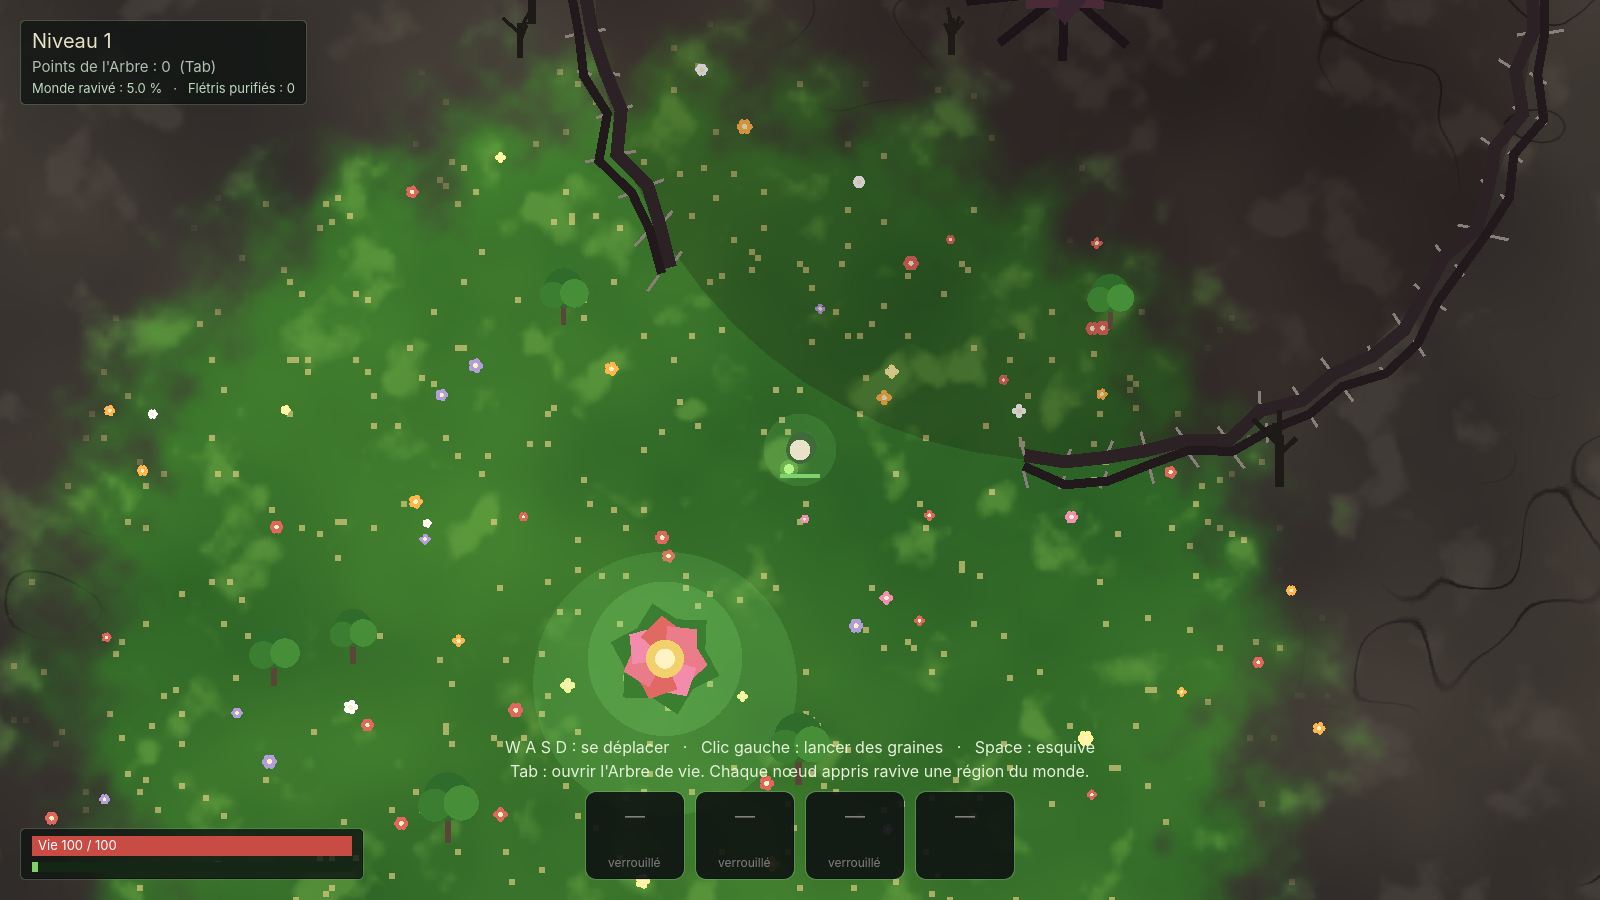 Niveau 1
Points de l'Arbre : 0 (Tab)
Monde ravivé : 5.0 % · Flétris purifiés : 0
W A S D : se déplacer · Clic gauche : lancer des graines · Space : esquive
Tab : ouvrir l'Arbre de vie. Chaque nœud appris ravive une région du monde.
— — — —
verrouillé verrouillé verrouillé
Vie 100 / 100